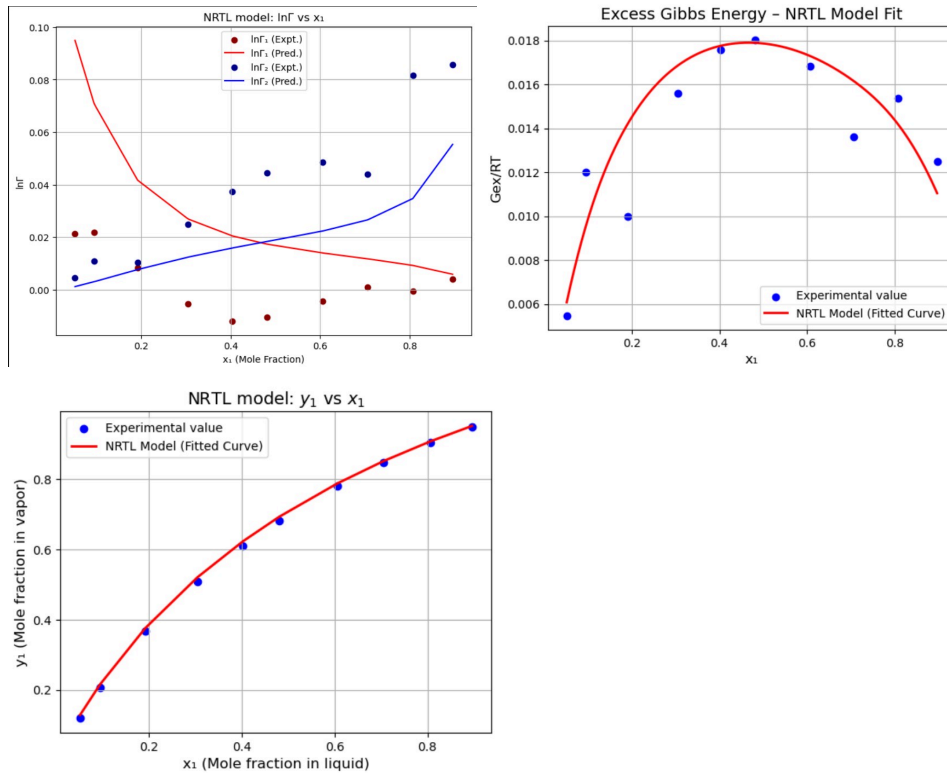 NRTL model: lnΓ vs x₁
lnΓ
0.10
0.08
0.06
0.04
0.02
0.00
lnΓ₁ (Expt.)
lnΓ₁ (Pred.)
lnΓ₂ (Expt.)
lnΓ₂ (Pred.)
0.2 0.4 0.6 0.8
x₁ (Mole Fraction)
Excess Gibbs Energy – NRTL Model Fit
Gex/RT
0.018
0.016
0.014
0.012
0.010
0.008
0.006
Experimental value
NRTL Model (Fitted Curve)
0.2 0.4 0.6 0.8
x₁
NRTL model: y₁ vs x₁
Experimental value
NRTL Model (Fitted Curve)
y₁ (Mole fraction in vapor)
0.8
0.6
0.4
0.2
0.2 0.4 0.6 0.8
x₁ (Mole fraction in liquid)